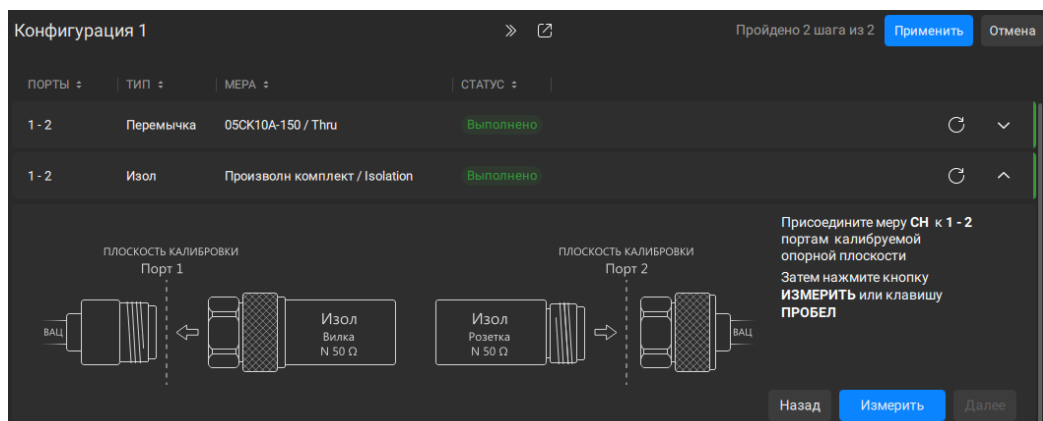 Конфигурация 1
Пройдено 2 шага из 2
Применить
Отмена
ПОРТЫ
ТИП
МЕРА
СТАТУС
1 - 2 Перемычка 05CK10A-150 / Thru Выполнено
1 - 2 Изол Произволн комплект / Isolation Выполнено
ПЛОСКОСТЬ КАЛИБРОВКИ
Порт 1
ВАЦ
Изол
Вилка
N 50 Ω
ПЛОСКОСТЬ КАЛИБРОВКИ
Порт 2
Изол
Розетка
N 50 Ω
ВАЦ
Присоедините меру СН к 1 - 2
портам калибруемой
опорной плоскости
Затем нажмите кнопку
ИЗМЕРИТЬ или клавишу
ПРОБЕЛ
Назад
Измерить
Далее